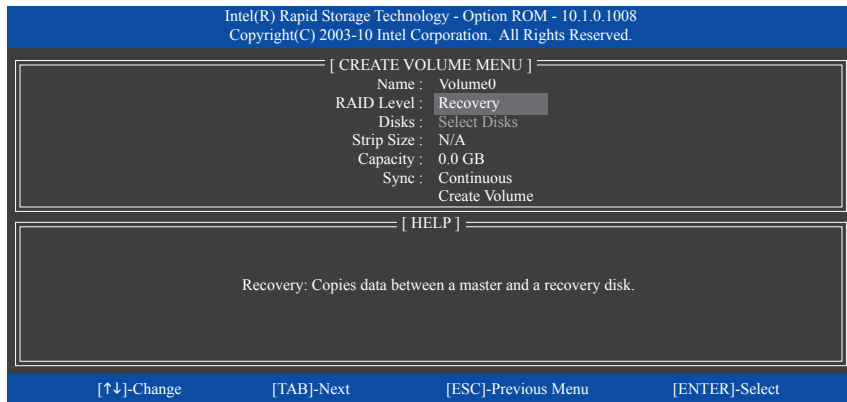 Intel(R) Rapid Storage Technology - Option ROM - 10.1.0.1008
Copyright(C) 2003-10 Intel Corporation. All Rights Reserved.
[ CREATE VOLUME MENU ]
Name : Volume0
RAID Level : Recovery
Disks : Select Disks
Strip Size : N/A
Capacity : 0.0 GB
Sync : Continuous
Create Volume
[ HELP ]
Recovery: Copies data between a master and a recovery disk.
[↑↓]-Change [TAB]-Next [ESC]-Previous Menu [ENTER]-Select